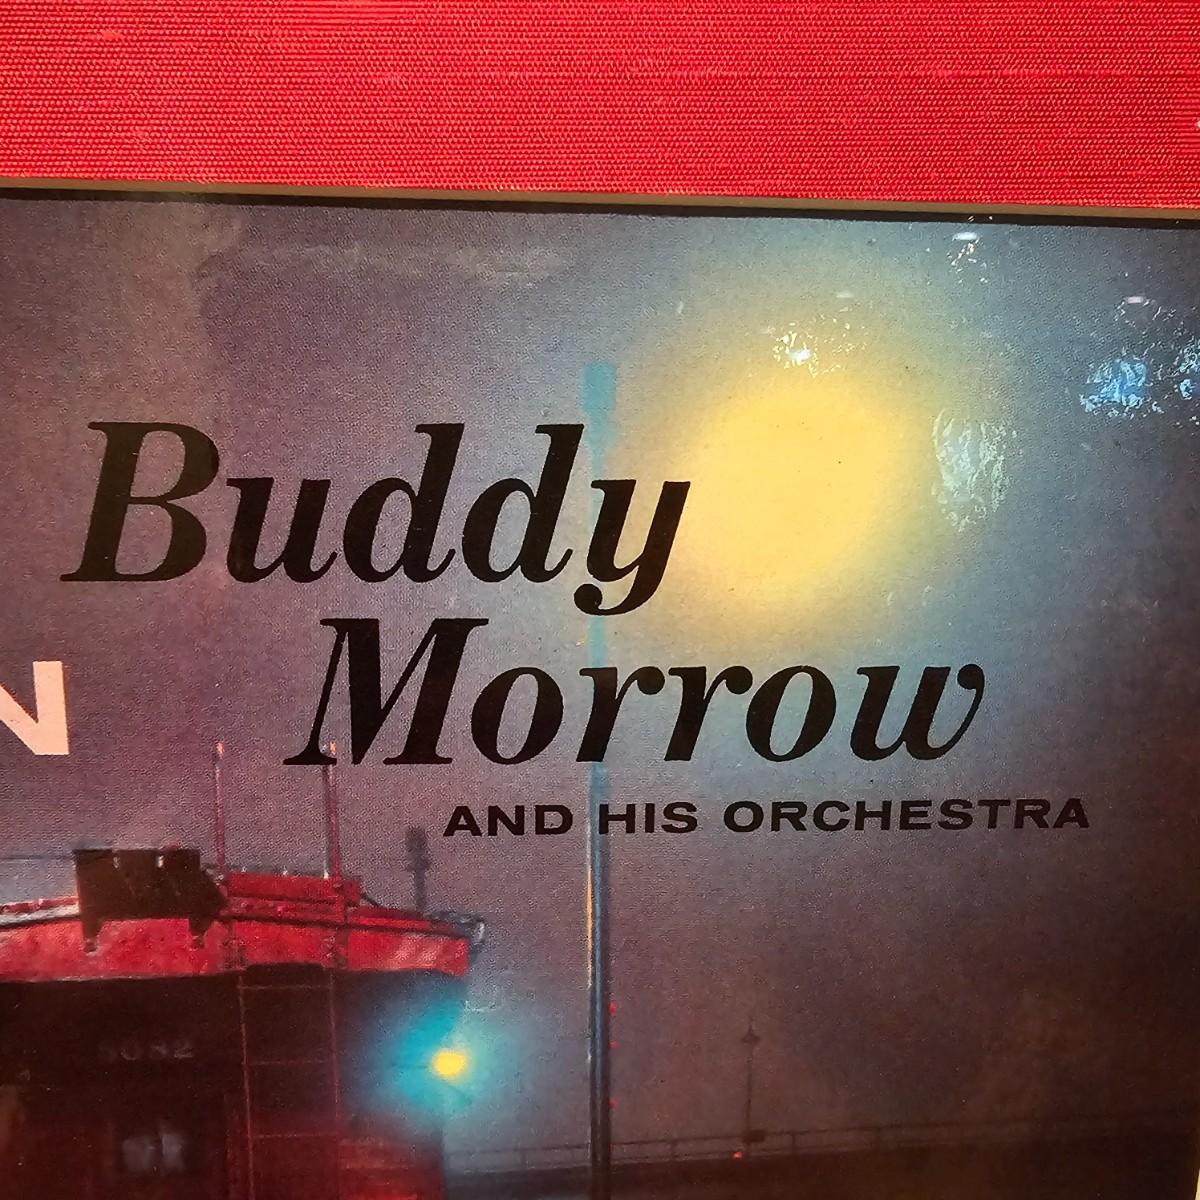 Buddy
Morrow
N
AND HIS ORCHESTRA